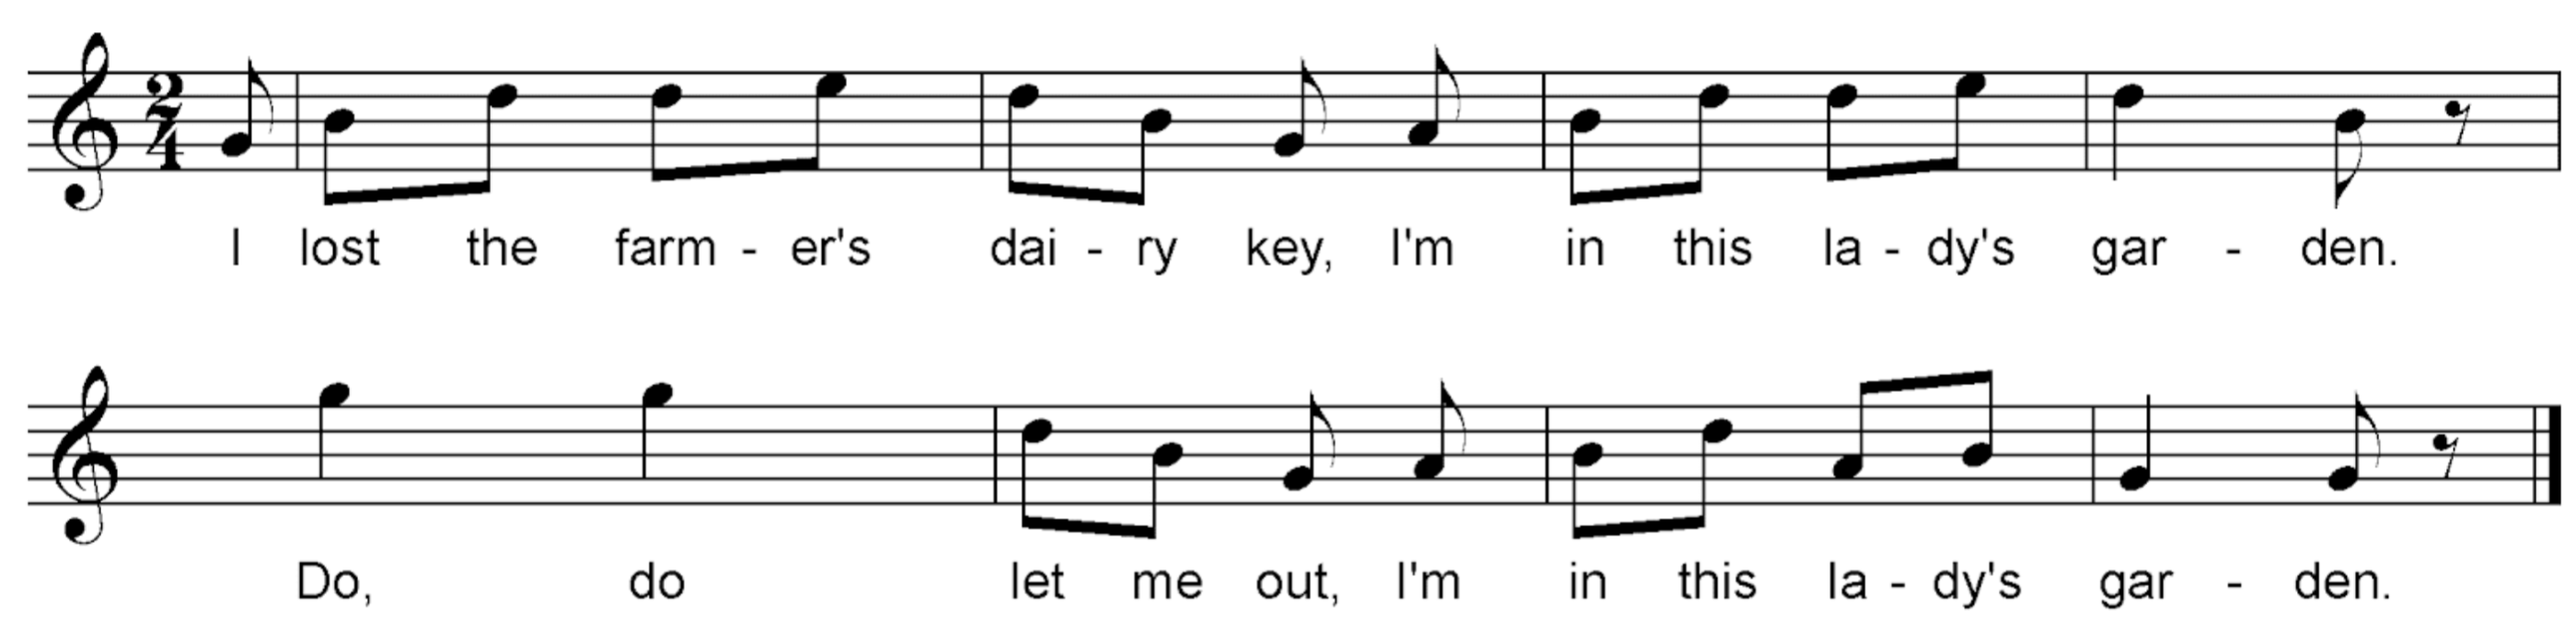 2
4
I lost the farm - er's dai - ry key, I'm in this la - dy's gar - den.
Do, do let me out, I'm in this la - dy's gar - den.